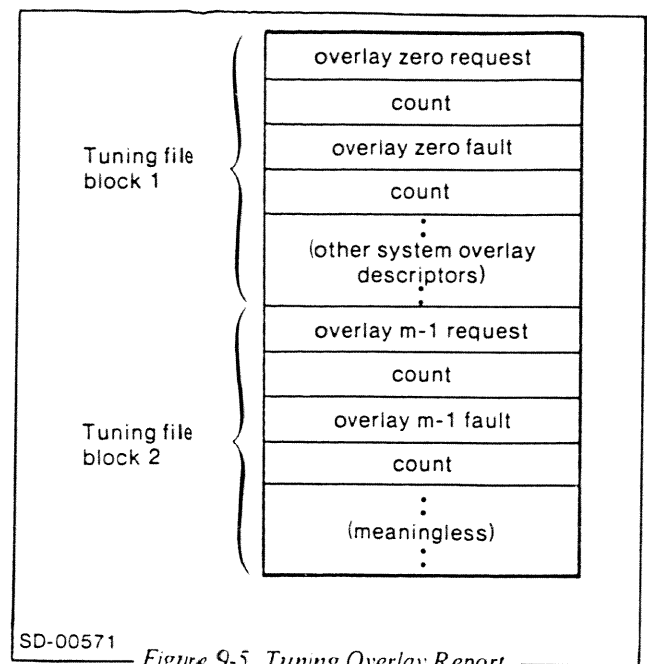 overlay zero request
count
overlay zero fault
count
Tuning file
block 1
(other system overlay
descriptors)
overlay m-1 request
count
overlay m-1 fault
count
Tuning file
block 2
(meaningless)
SD-00571
Figure 9-5. Tuning Overlay Report